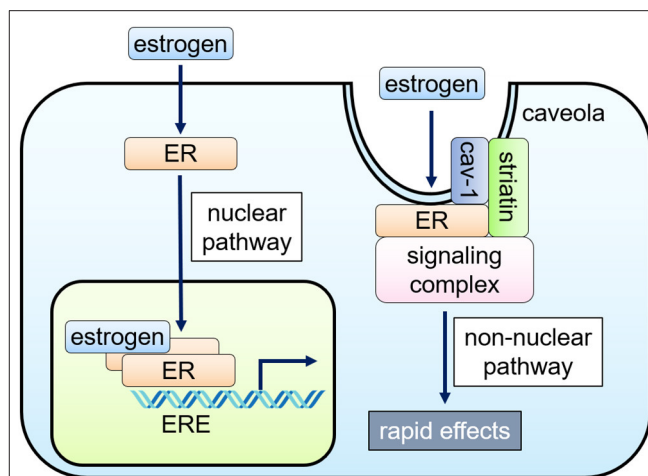 estrogen
ER
nuclear
pathway
estrogen
ER
ERE
estrogen
caveola
cav-1
striatin
ER
signaling
complex
non-nuclear
pathway
rapid effects